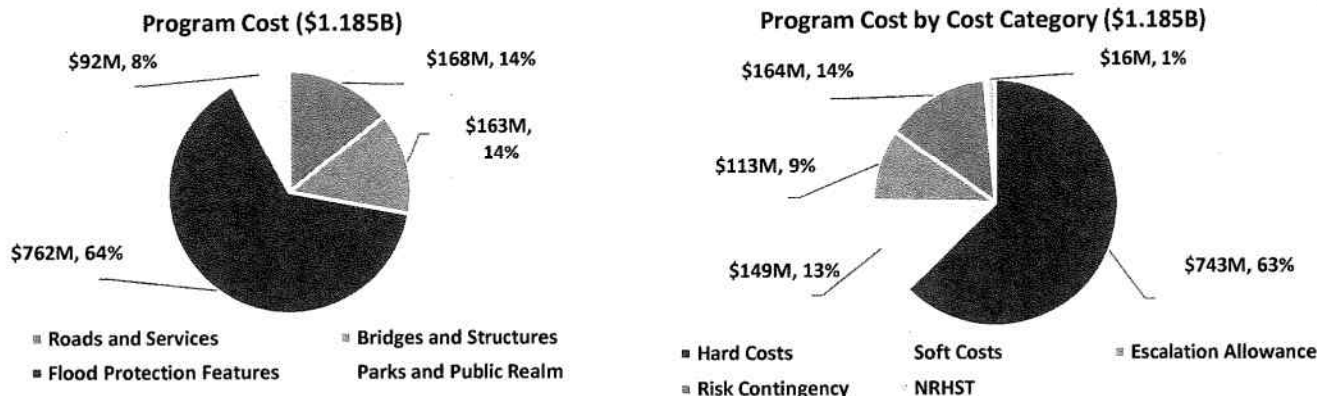 Program Cost ($1.185B)
$92M, 8%
$168M, 14%
$163M,
14%
$762M, 64%
Roads and Services
Bridges and Structures
Flood Protection Features
Parks and Public Realm
Program Cost by Cost Category ($1.185B)
$164M, 14%
$16M, 1%
$113M, 9%
$149M, 13%
$743M, 63%
Hard Costs
Soft Costs
Escalation Allowance
Risk Contingency
NRHST